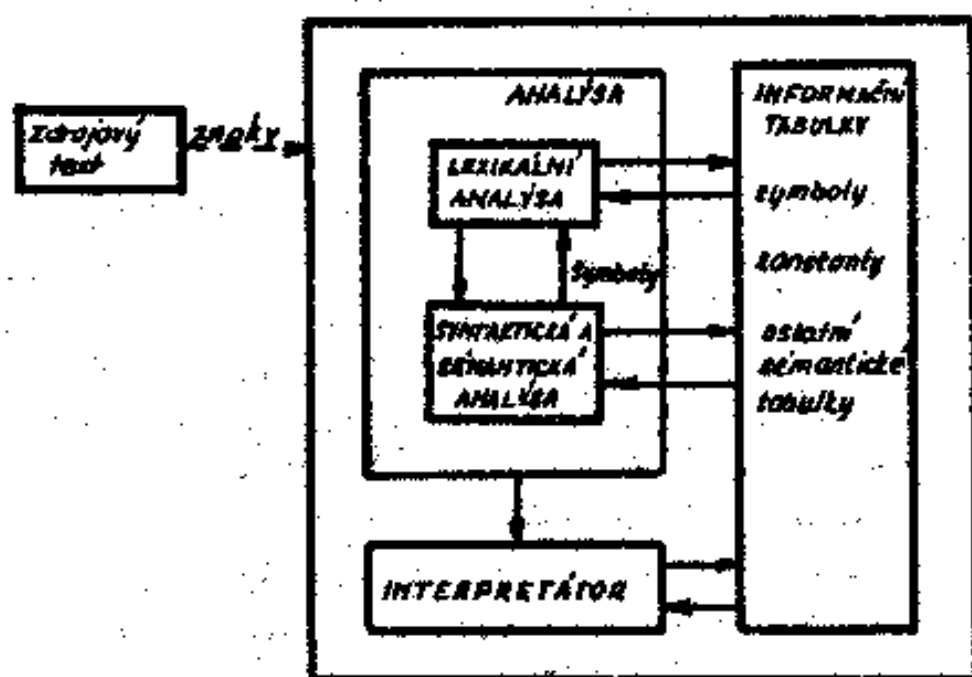 Zdrojový
text
znaky
ANALÝSA
LEXIKÁLNÍ
ANALÝSA
symboly
SYNTAKTICKÁ A
SÉMANTICKÁ
ANALÝSA
INTERPRETÁTOR
INFORMAČNÍ
TABULKY
symboly
konstanty
ostatní
sémantické
tabulky